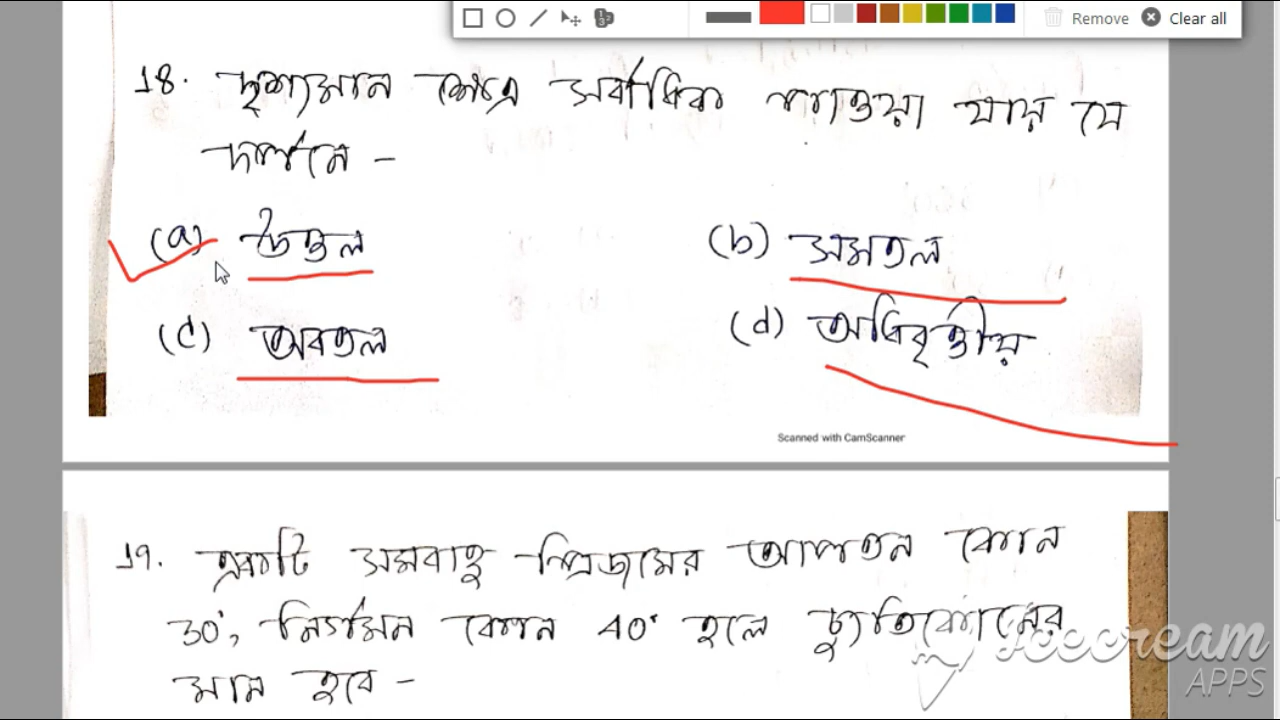 Remove Clear all
18. দৃশ্যমান ক্ষেত্র সর্বাধিক পাওয়া যায় যে
দর্পনে -
(a) উত্তল (b) সমতল
(c) অবতল (d) অধিবৃত্তীয়
Scanned with CamScanner
19. একটি সমবাহু প্রিজমের আপতন কোন
30°, নির্গমন কোন 40° হলে চ্যুতিকোনের
মান হবে -
Icecream
APPS